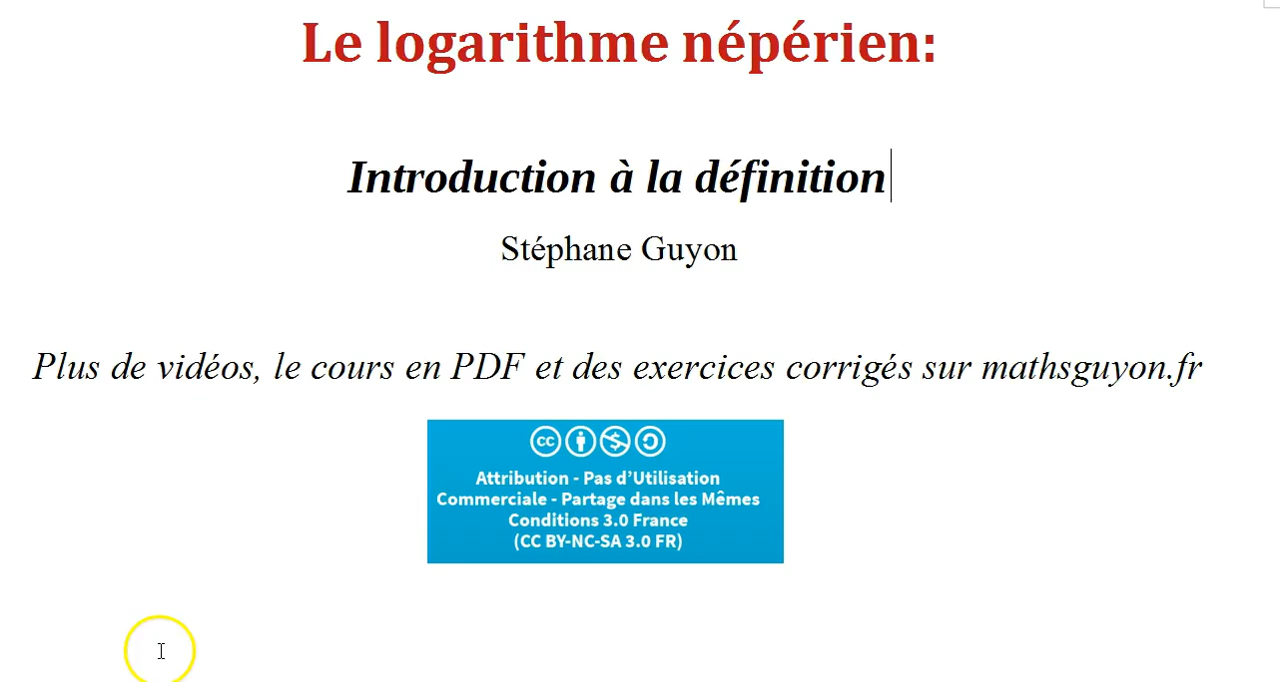 Le logarithme népérien:
Introduction à la définition
Stéphane Guyon
Plus de vidéos, le cours en PDF et des exercices corrigés sur mathsguyon.fr
cc
Attribution - Pas d’Utilisation
Commerciale - Partage dans les Mêmes
Conditions 3.0 France
(CC BY-NC-SA 3.0 FR)